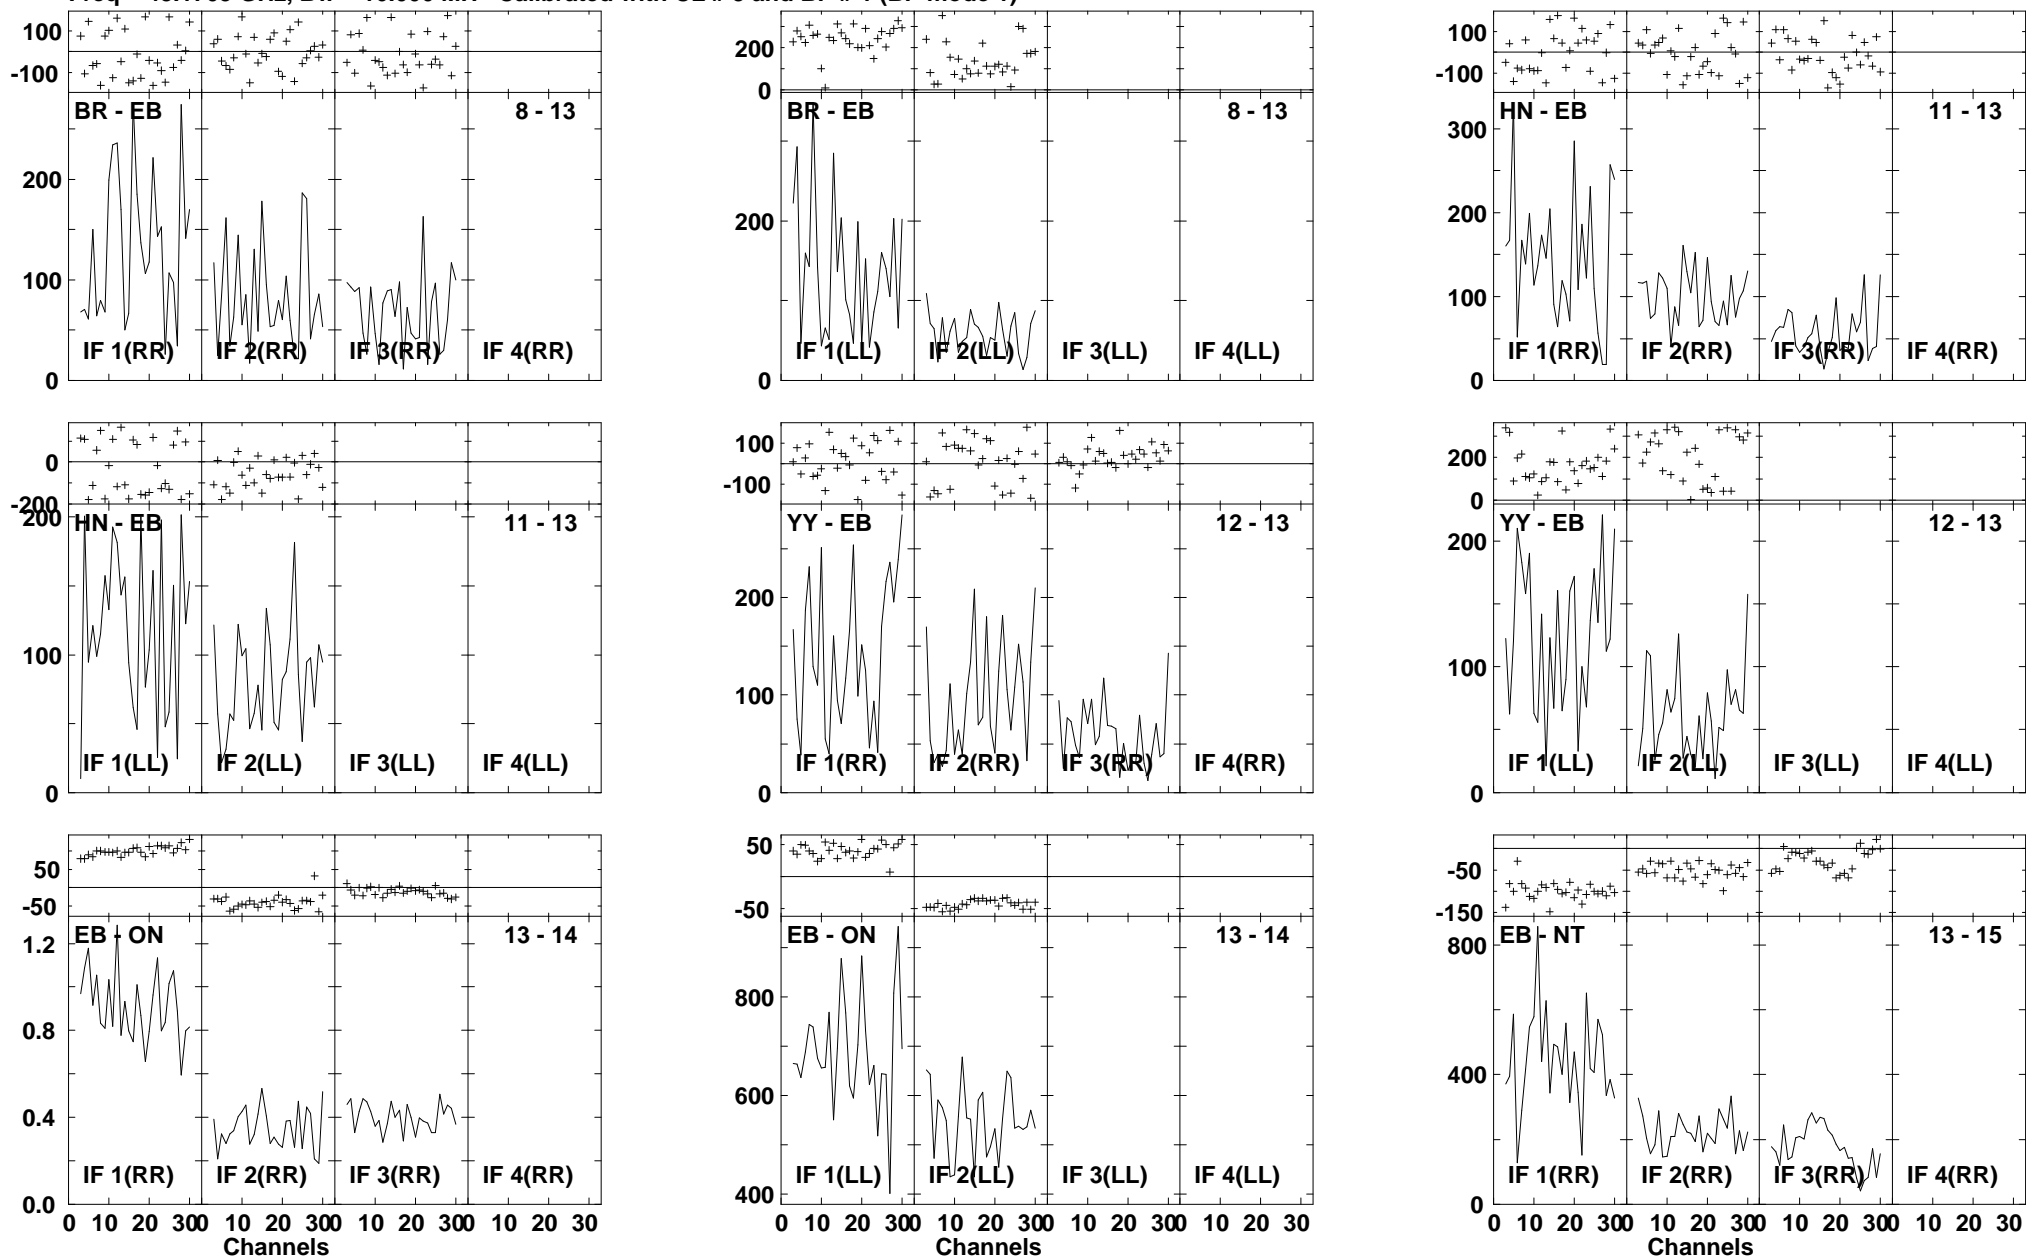 100
-100
BR - EB
8 - 13
200
100
0
IF 1(RR)
IF 2(RR)
IF 3(RR)
IF 4(RR)
200
0
BR - EB
8 - 13
200
0
IF 1(LL)
IF 2(LL)
IF 3(LL)
IF 4(LL)
100
-100
HN - EB
11 - 13
300
200
100
0
IF 1(RR)
IF 2(RR)
IF 3(RR)
IF 4(RR)
0
-200
HN - EB
11 - 13
200
100
0
IF 1(LL)
IF 2(LL)
IF 3(LL)
IF 4(LL)
100
-100
YY - EB
12 - 13
200
100
0
IF 1(RR)
IF 2(RR)
IF 3(RR)
IF 4(RR)
200
0
YY - EB
12 - 13
200
100
0
IF 1(LL)
IF 2(LL)
IF 3(LL)
IF 4(LL)
50
-50
EB - ON
13 - 14
1.2
0.8
0.4
0.0
IF 1(RR)
IF 2(RR)
IF 3(RR)
IF 4(RR)
0 10 20 30 0 10 20 30 0 10 20 30 0 10 20 30
Channels
50
-50
EB - ON
13 - 14
800
600
400
IF 1(LL)
IF 2(LL)
IF 3(LL)
IF 4(LL)
0 10 20 30 0 10 20 30 0 10 20 30 0 10 20 30
Channels
-50
-150
EB - NT
13 - 15
800
400
0
IF 1(RR)
IF 2(RR)
IF 3(RR)
IF 4(RR)
0 10 20 30 0 10 20 30 0 10 20 30 0 10 20 30
Channels